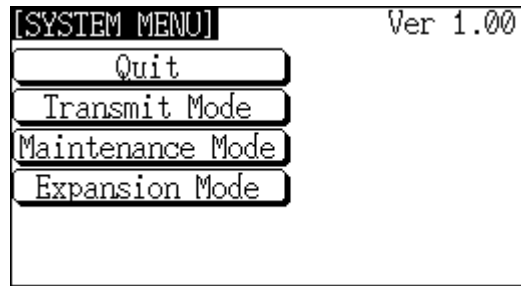 [SYSTEM MENU] Ver 1.00
Quit
Transmit Mode
Maintenance Mode
Expansion Mode